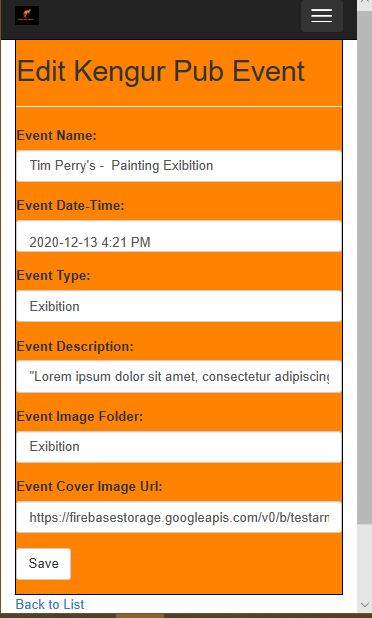 Edit Kengur Pub Event
Event Name:
Tim Perry's -  Painting Exibition
Event Date-Time:
2020-12-13 4:21 PM
Event Type:
Exibition
Event Description:
"Lorem ipsum dolor sit amet, consectetur adipiscing
Event Image Folder:
Exibition
Event Cover Image Url:
https://firebasestorage.googleapis.com/v0/b/testarn
Save
Back to List